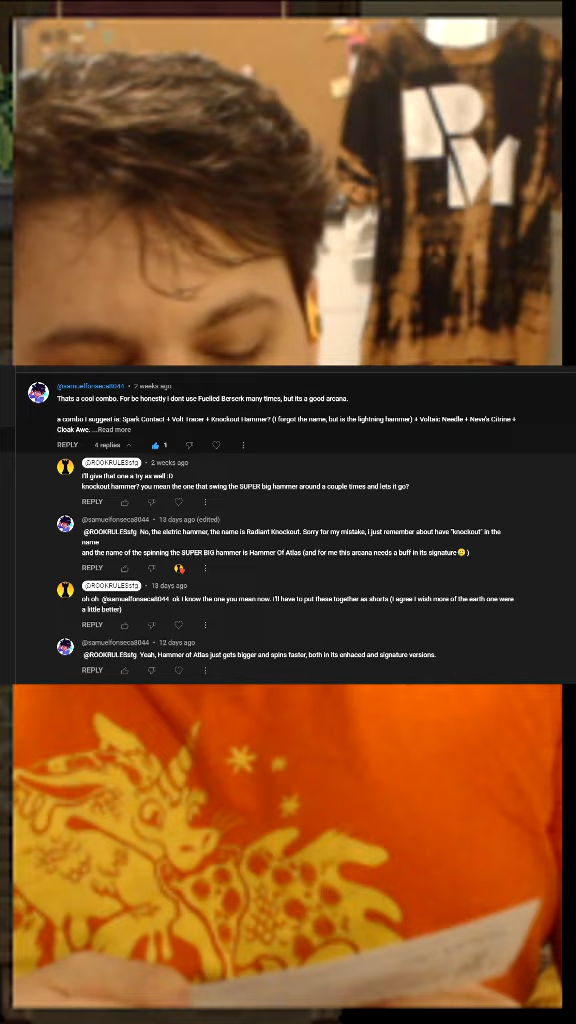 RM
@samuelfonseca8044 • 2 weeks ago
Thats a cool combo. For be honestly I dont use Fuelled Berserk many times, but its a good arcana.
a combo I suggest is: Spark Contact + Volt Tracer + Knockout Hammer? (I forgot the name, but is the lightning hammer) + Voltaic Needle + Neve's Citrine +
Cloak Awe. ...Read more
REPLY 4 replies 1
@ROOKRULESsfg • 2 weeks ago
I'll give that one a try as well :D
knockout hammer? you mean the one that swing the SUPER big hammer around a couple times and lets it go?
REPLY
@samuelfonseca8044 • 13 days ago (edited)
@ROOKRULESsfg No, the eletric hammer, the name is Radiant Knockout. Sorry for my mistake, i just remember about have "knockout" in the
name
and the name of the spinning the SUPER BIG hammer is Hammer Of Atlas (and for me this arcana needs a buff in its signature 😥 )
REPLY
@ROOKRULESsfg • 13 days ago
oh oh @samuelfonseca8044 ok I know the one you mean now. I'll have to put these together as shorts (I agree I wish more of the earth one were
a little better)
REPLY
@samuelfonseca8044 • 12 days ago
@ROOKRULESsfg Yeah, Hammer of Atlas just gets bigger and spins faster, both in its enhaced and signature versions.
REPLY